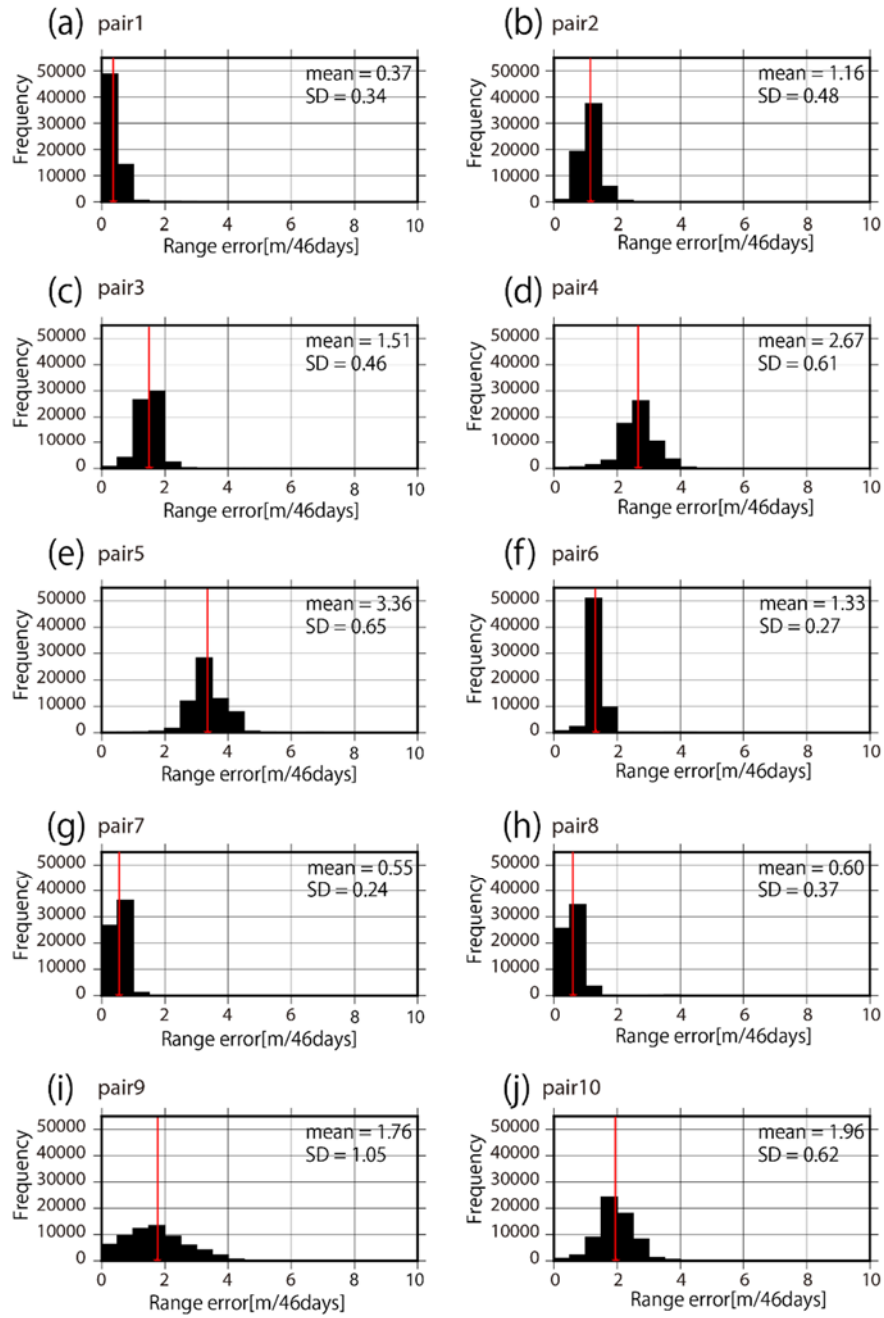 (a) pair1
mean = 0.37
SD = 0.34
Frequency
50000
40000
30000
20000
10000
0
0 2 4 6 8 10
Range error[m/46days]
(b) pair2
mean = 1.16
SD = 0.48
Frequency
50000
40000
30000
20000
10000
0
0 2 4 6 8 10
Range error[m/46days]
(c) pair3
mean = 1.51
SD = 0.46
Frequency
50000
40000
30000
20000
10000
0
0 2 4 6 8 10
Range error[m/46days]
(d) pair4
mean = 2.67
SD = 0.61
Frequency
50000
40000
30000
20000
10000
0
0 2 4 6 8 10
Range error[m/46days]
(e) pair5
mean = 3.36
SD = 0.65
Frequency
50000
40000
30000
20000
10000
0
0 2 4 6 8 10
Range error[m/46days]
(f) pair6
mean = 1.33
SD = 0.27
Frequency
50000
40000
30000
20000
10000
0
0 2 4 6 8 10
Range error[m/46days]
(g) pair7
mean = 0.55
SD = 0.24
Frequency
50000
40000
30000
20000
10000
0
0 2 4 6 8 10
Range error[m/46days]
(h) pair8
mean = 0.60
SD = 0.37
Frequency
50000
40000
30000
20000
10000
0
0 2 4 6 8 10
Range error[m/46days]
(i) pair9
mean = 1.76
SD = 1.05
Frequency
50000
40000
30000
20000
10000
0
0 2 4 6 8 10
Range error[m/46days]
(j) pair10
mean = 1.96
SD = 0.62
Frequency
50000
40000
30000
20000
10000
0
0 2 4 6 8 10
Range error[m/46days]